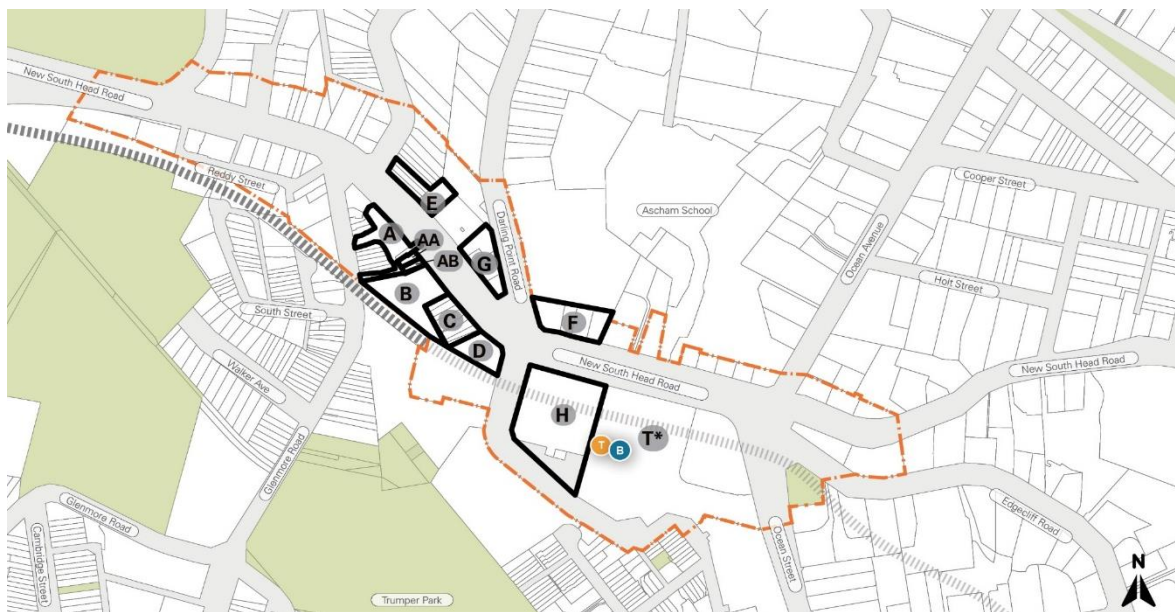 New South Head Road
Reddy Street
Cooper Street
Ascham School
Darling Point Road
Ocean Avenue
E
A
AA
AB
G
Holt Street
B
South Street
C
F
D
New South Head Road
New South Head Road
Walker Ave
H
T*
T
B
Glenmore Road
Glenmore Road
Edgecliff Road
Cambridge Street
Ocean Street
N
Trumper Park